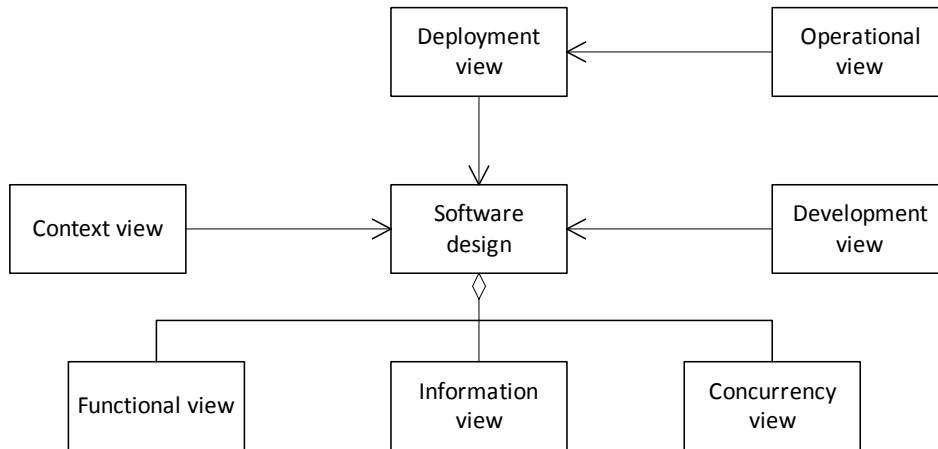 Deployment
view
Operational
view
Context view
Software
design
Development
view
Functional view
Information
view
Concurrency
view